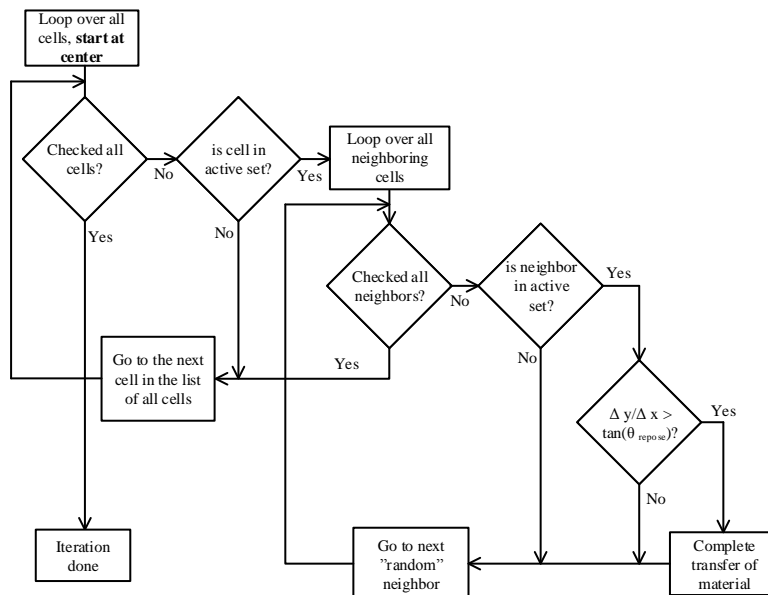 Loop over all
cells, start at
center
Checked all
cells?
No
is cell in
active set?
Yes
Loop over all
neighboring
cells
Yes
No
Checked all
neighbors?
No
is neighbor
in active
set?
Yes
Go to the next
cell in the list
of all cells
Yes
No
Δ y/Δ x >
tan(θ repose)?
Yes
No
Iteration
done
Go to next
”random”
neighbor
Complete
transfer of
material